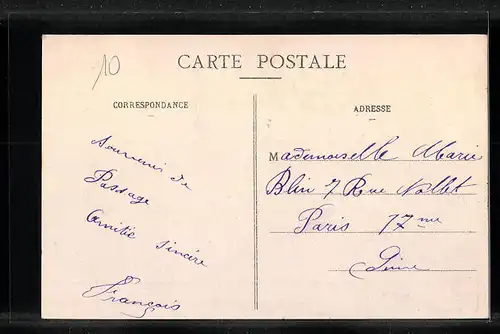 10
CARTE POSTALE
CORRESPONDANCE
ADRESSE
Souvenir de
Passage
Amitié sincère
François
Mademoiselle Marie
Blin 7 Rue Nollet
Paris 17me
Seine